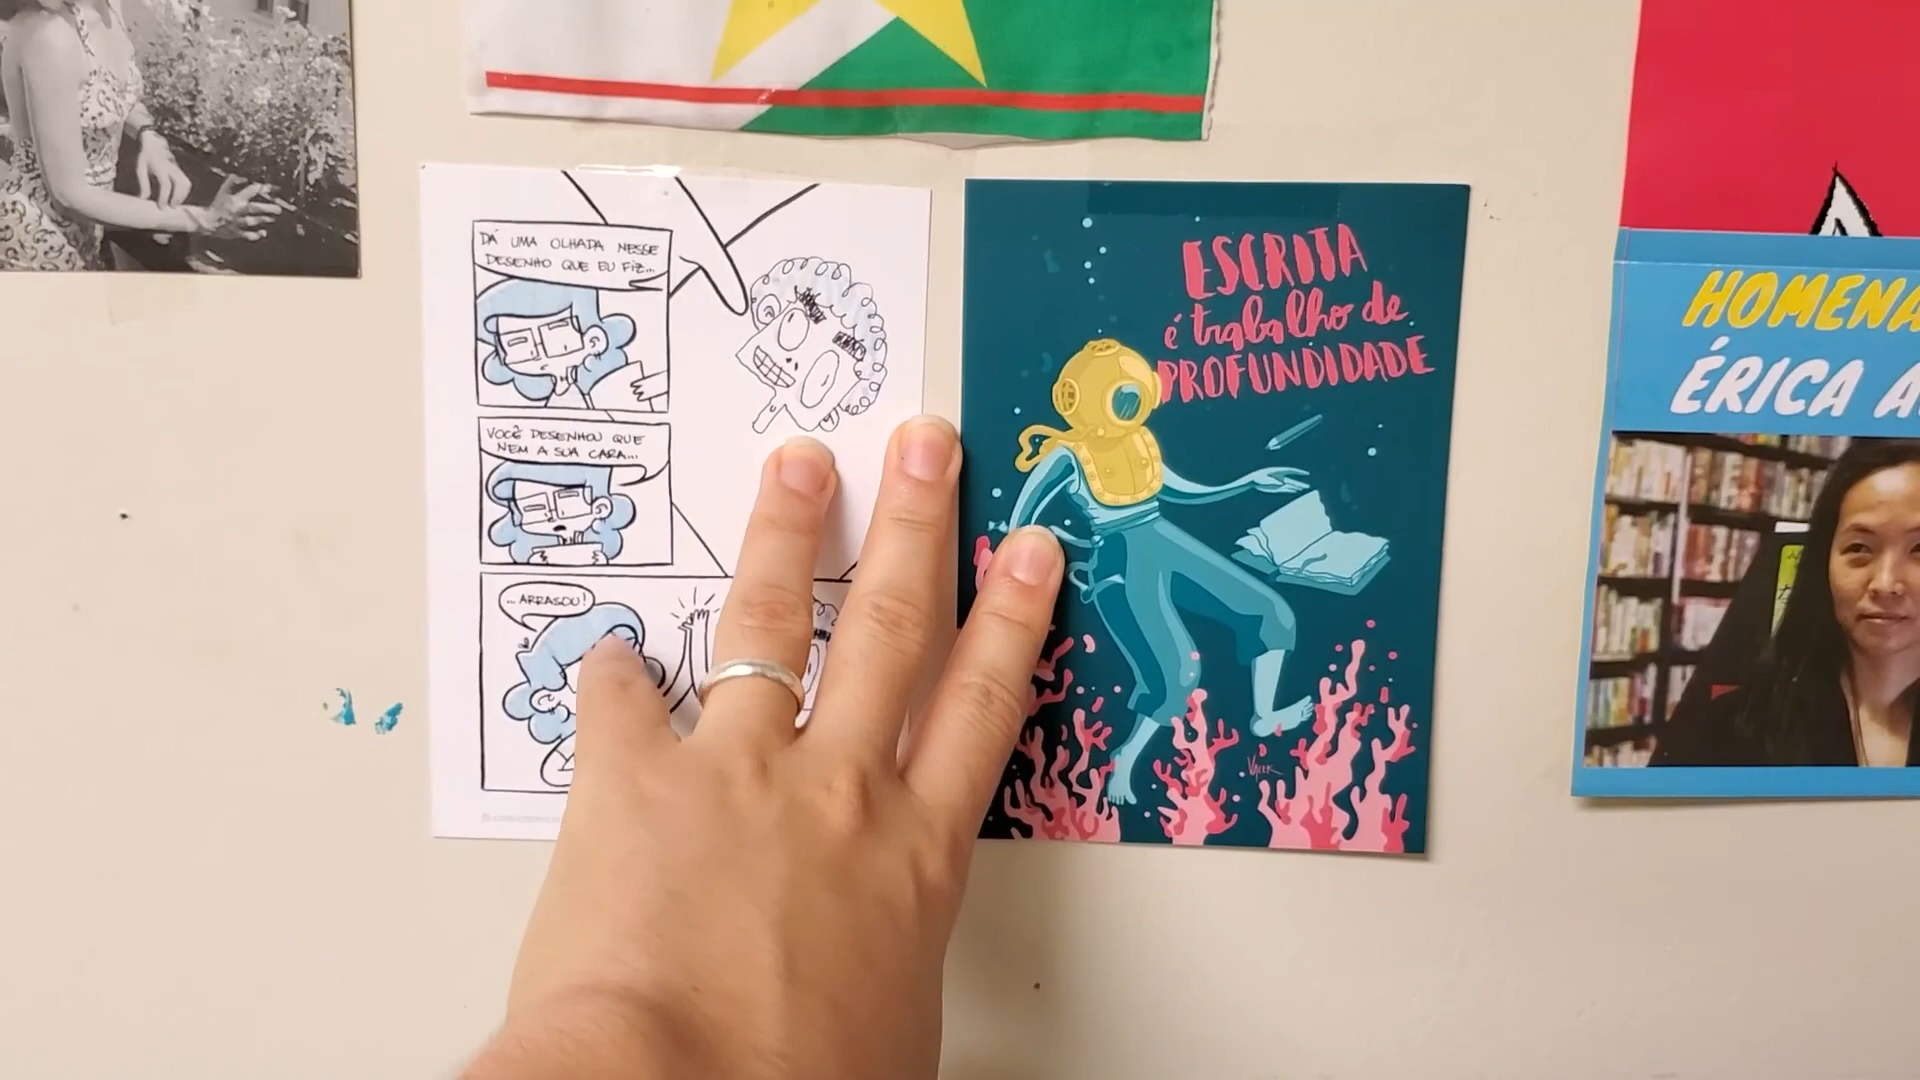 DÁ UMA OLHADA NESSE
DESENHO QUE EU FIZ...
VOCÊ DESENHOU QUE
NEM A SUA CARA...
...ARRASOU!
ESCRITA
é trabalho de
PROFUNDIDADE
HOMENA
ÉRICA A